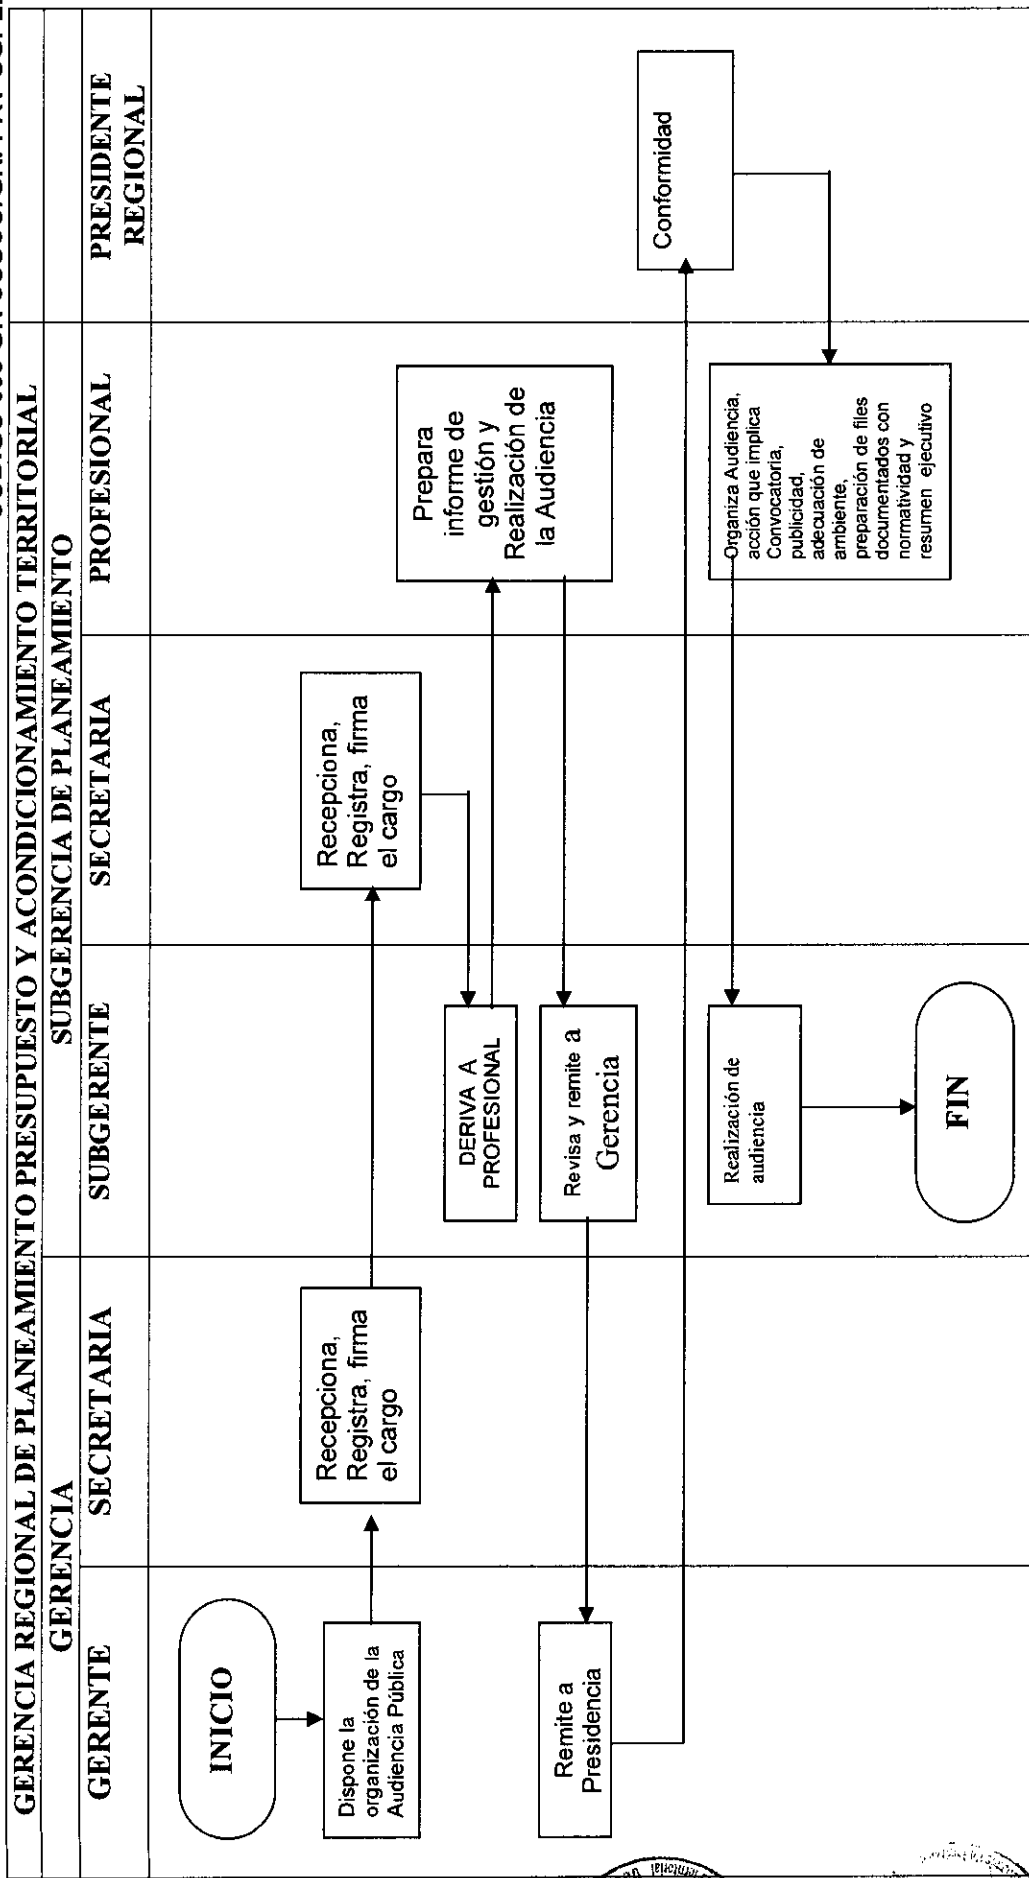 GERENCIA REGIONAL DE PLANEAMIENTO PRESUPUESTO Y ACONDICIONAMIENTO TERRITORIAL
GERENCIA
SUBGERENCIA DE PLANEAMIENTO
GERENTE
SECRETARIA
SUBGERENTE
SECRETARIA
PROFESIONAL
PRESIDENTE
REGIONAL
INICIO
Dispone la
organización de la
Audiencia Pública
Recepciona,
Registra, firma
el cargo
Recepciona,
Registra, firma
el cargo
DERIVA A
PROFESIONAL
Prepara
informe de
gestión y
Realización de
la Audiencia
Revisa y remite a
Gerencia
Remite a
Presidencia
Conformidad
Organiza Audiencia,
acción que implica
Convocatoria,
publicidad,
adecuación de
ambiente,
preparación de files
documentados con
normatividad y
resumen ejecutivo
Realización de
audiencia
FIN